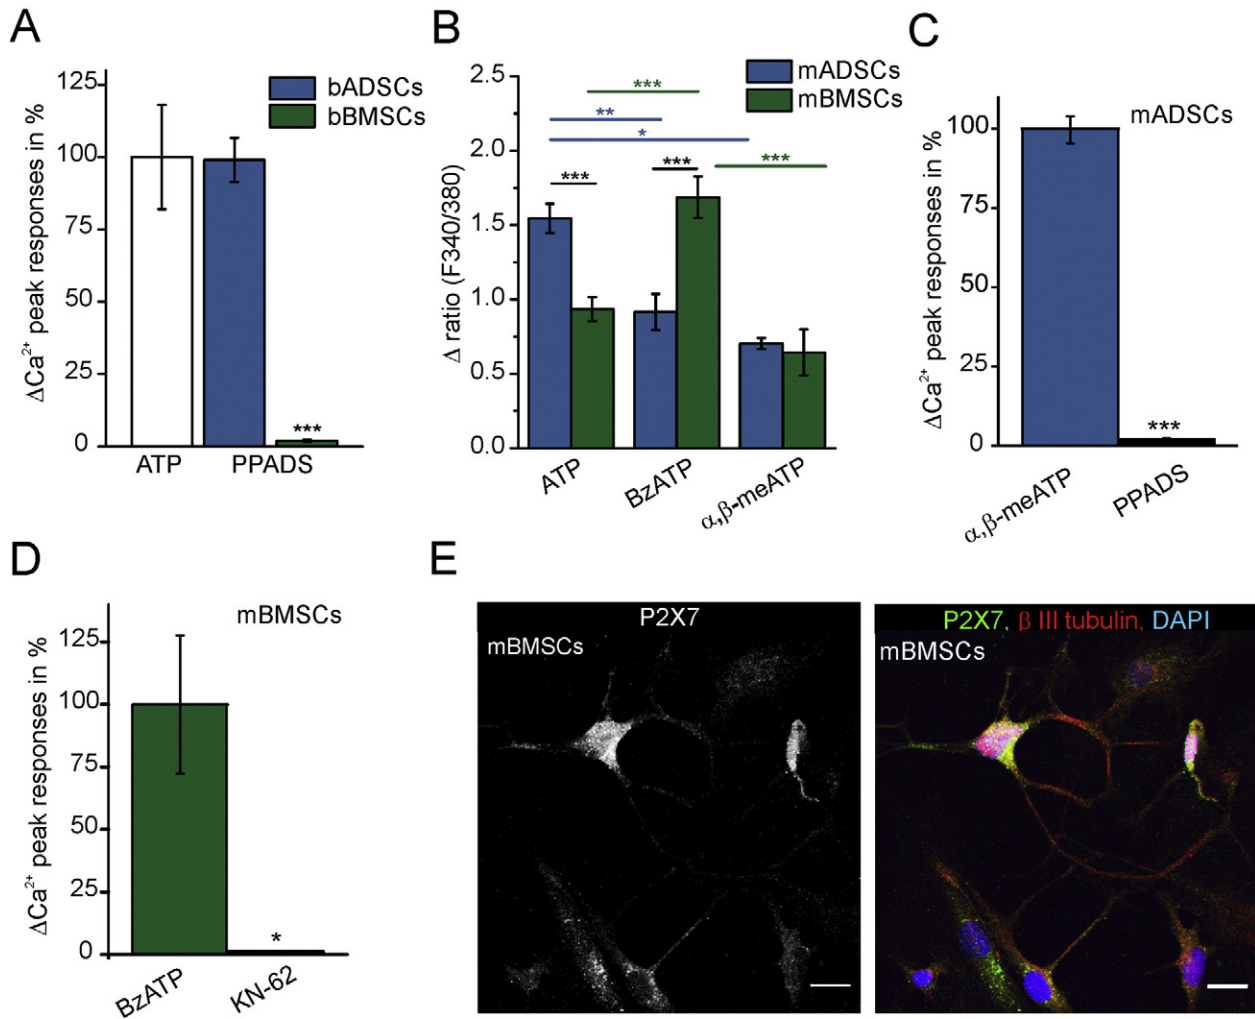 A
ΔCa²⁺ peak responses in %
125
100
75
50
25
0
bADSCs
bBMSCs
***
ATP
PPADS
B
Δ ratio (F340/380)
2.5
2.0
1.5
1.0
0.5
0.0
mADSCs
mBMSCs
***
**
*
***
***
***
ATP
BzATP
α,β-meATP
C
ΔCa²⁺ peak responses in %
100
75
50
25
0
mADSCs
***
α,β-meATP
PPADS
D
ΔCa²⁺ peak responses in %
125
100
75
50
25
0
mBMSCs
*
BzATP
KN-62
E
P2X7
mBMSCs
P2X7, β III tubulin, DAPI
mBMSCs